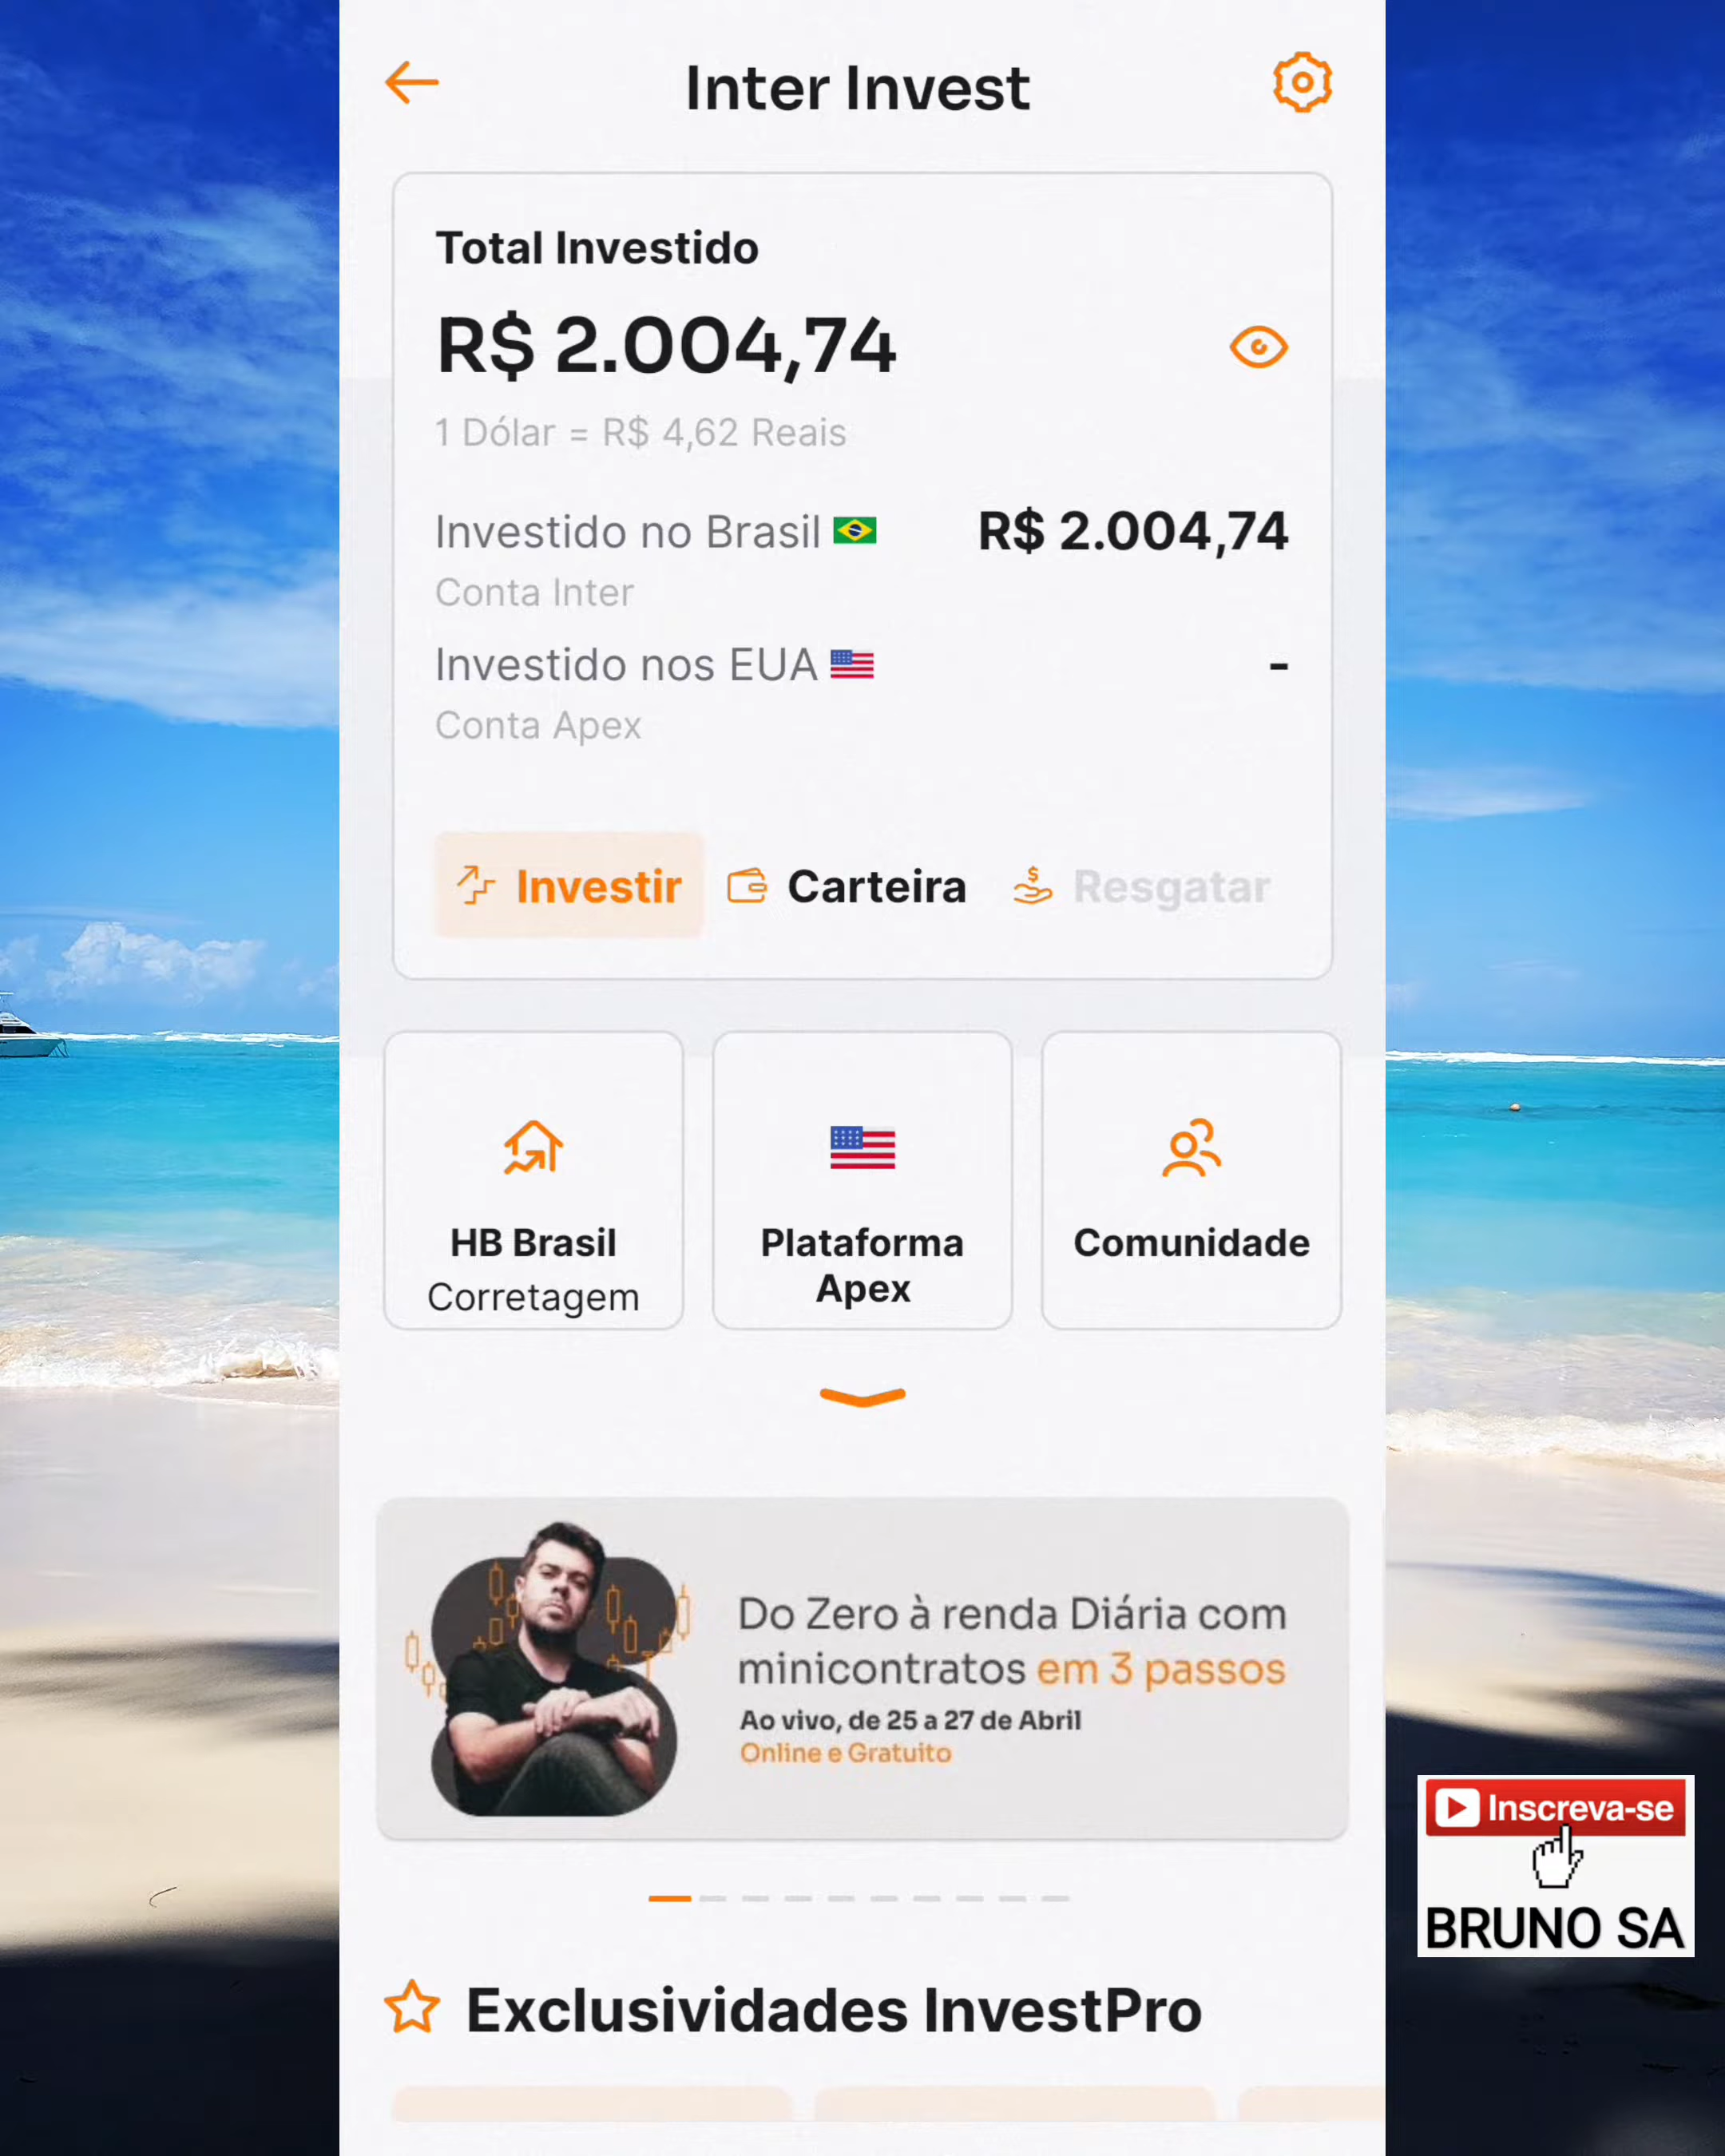 Inter Invest
Total Investido
R$ 2.004,74
1 Dólar = R$ 4,62 Reais
Investido no Brasil R$ 2.004,74
Conta Inter
Investido nos EUA -
Conta Apex
Investir Carteira Resgatar
HB Brasil
Corretagem
Plataforma
Apex
Comunidade
Do Zero à renda Diária com
minicontratos em 3 passos
Ao vivo, de 25 a 27 de Abril
Online e Gratuito
Inscreva-se
BRUNO SA
Exclusividades InvestPro